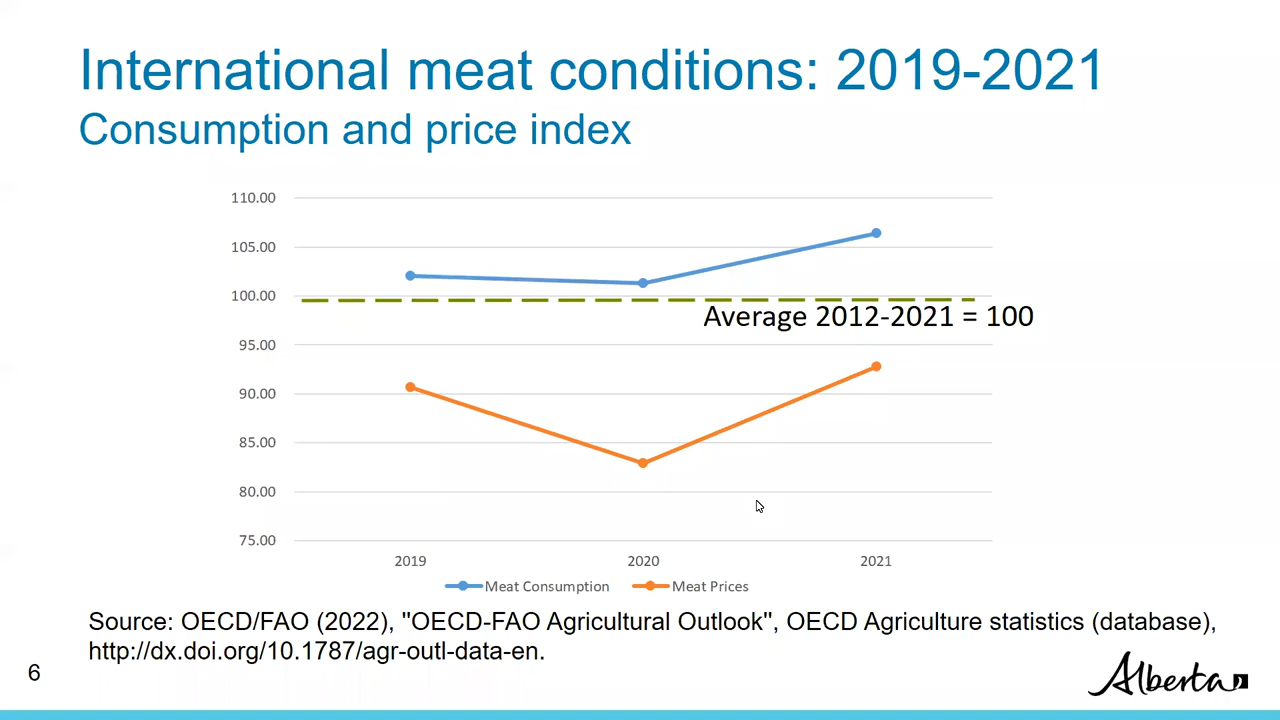 International meat conditions: 2019-2021
Consumption and price index
110.00
105.00
100.00
Average 2012-2021 = 100
95.00
90.00
85.00
80.00
75.00
2019 2020 2021
Meat Consumption Meat Prices
Source: OECD/FAO (2022), "OECD-FAO Agricultural Outlook", OECD Agriculture statistics (database),
http://dx.doi.org/10.1787/agr-outl-data-en.
6
Alberta